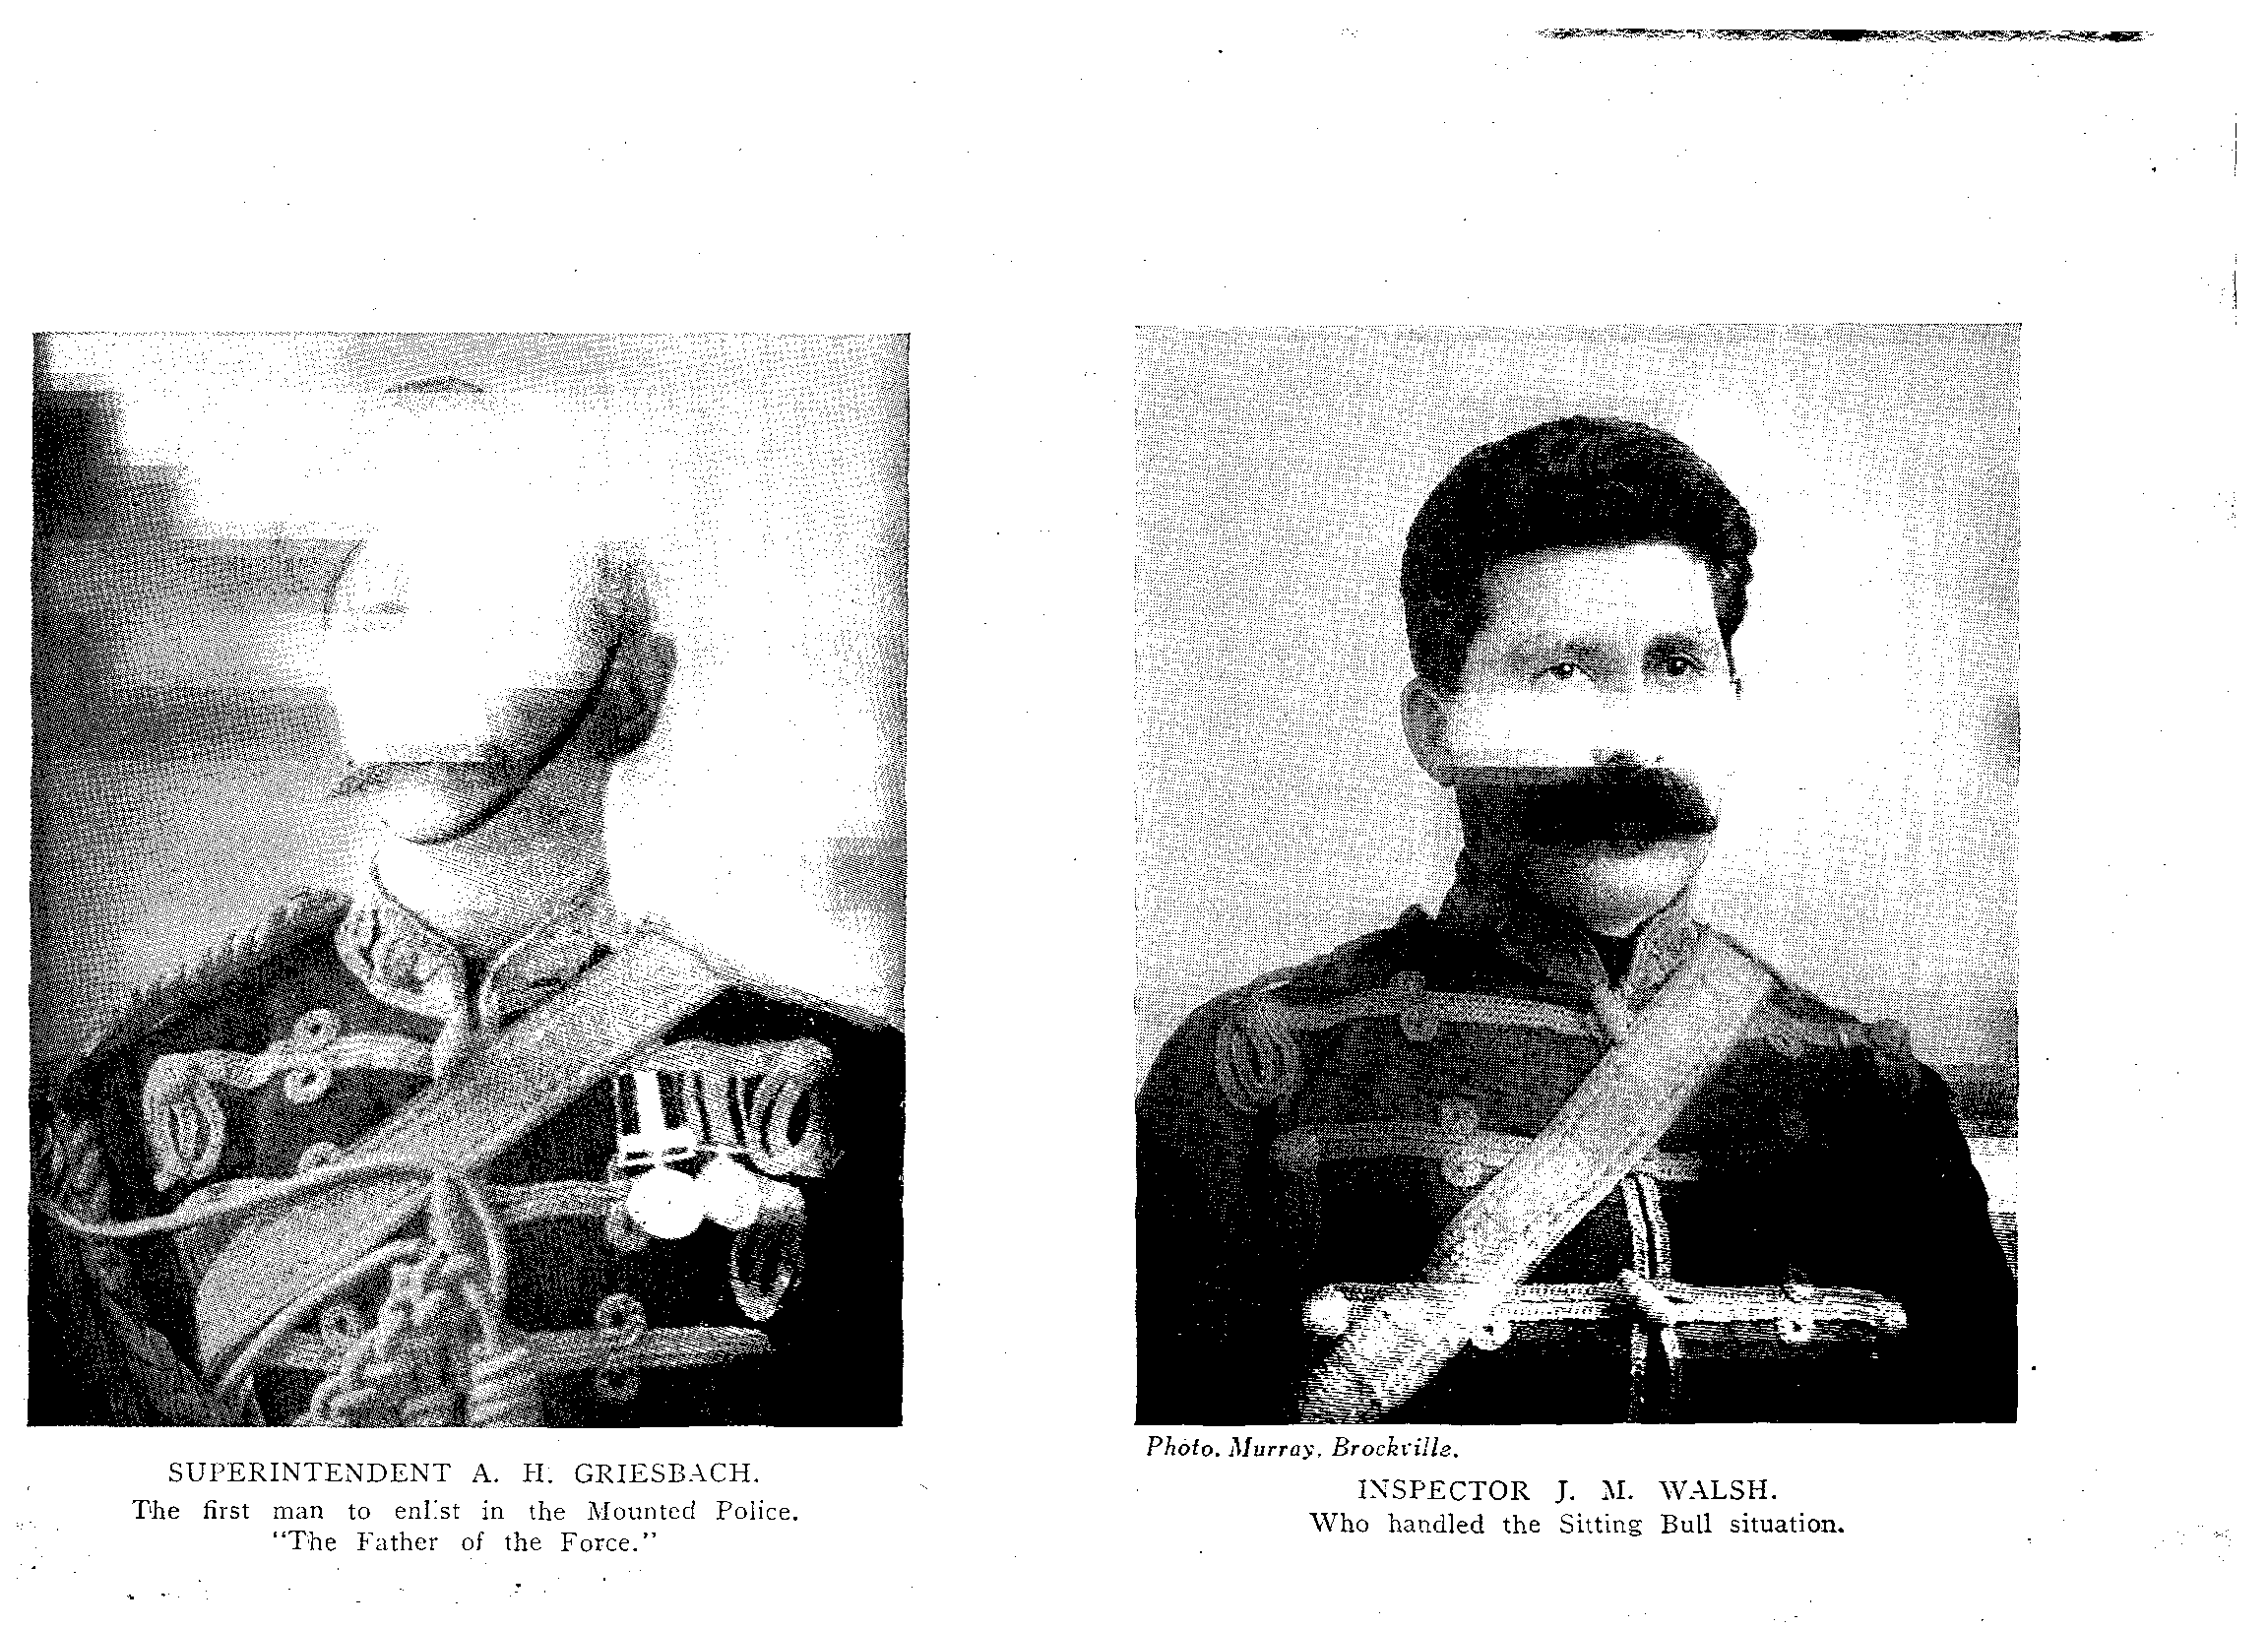 SUPERINTENDENT A. H. GRIESBACH.
The first man to enlist in the Mounted Police.
"The Father of the Force."
Photo. Murray, Brockville.
INSPECTOR J. M. WALSH.
Who handled the Sitting Bull situation.